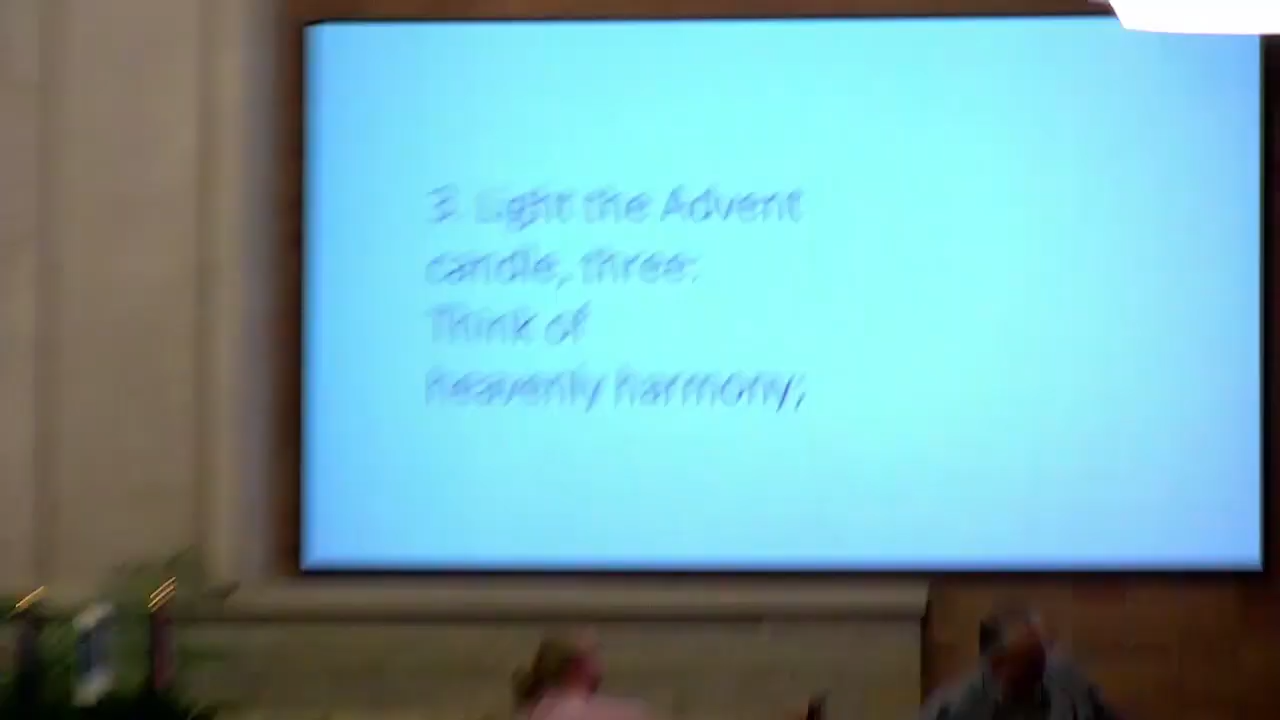 3. Light the Advent
candle, three:
Think of
heavenly harmony;